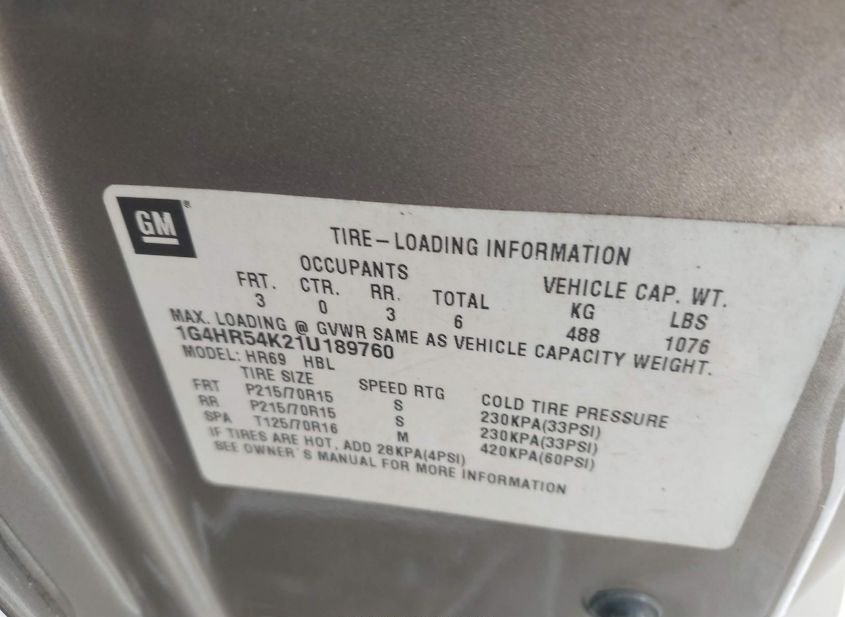 GM®
TIRE–LOADING INFORMATION
OCCUPANTS VEHICLE CAP. WT.
FRT. CTR. RR. TOTAL KG LBS
3 0 3 6 488 1076
MAX. LOADING @ GVWR SAME AS VEHICLE CAPACITY WEIGHT.
1G4HR54K21U189760
MODEL: HR69 HBL
TIRE SIZE SPEED RTG COLD TIRE PRESSURE
FRT P215/70R15 S 230KPA(33PSI)
RR P215/70R15 S 230KPA(33PSI)
SPA T125/70R16 M 420KPA(60PSI)
IF TIRES ARE HOT, ADD 28KPA(4PSI)
SEE OWNER'S MANUAL FOR MORE INFORMATION